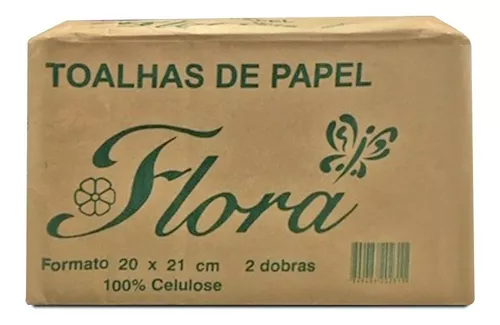 TOALHAS DE PAPEL
Flora
Formato 20 x 21 cm 2 dobras
100% Celulose